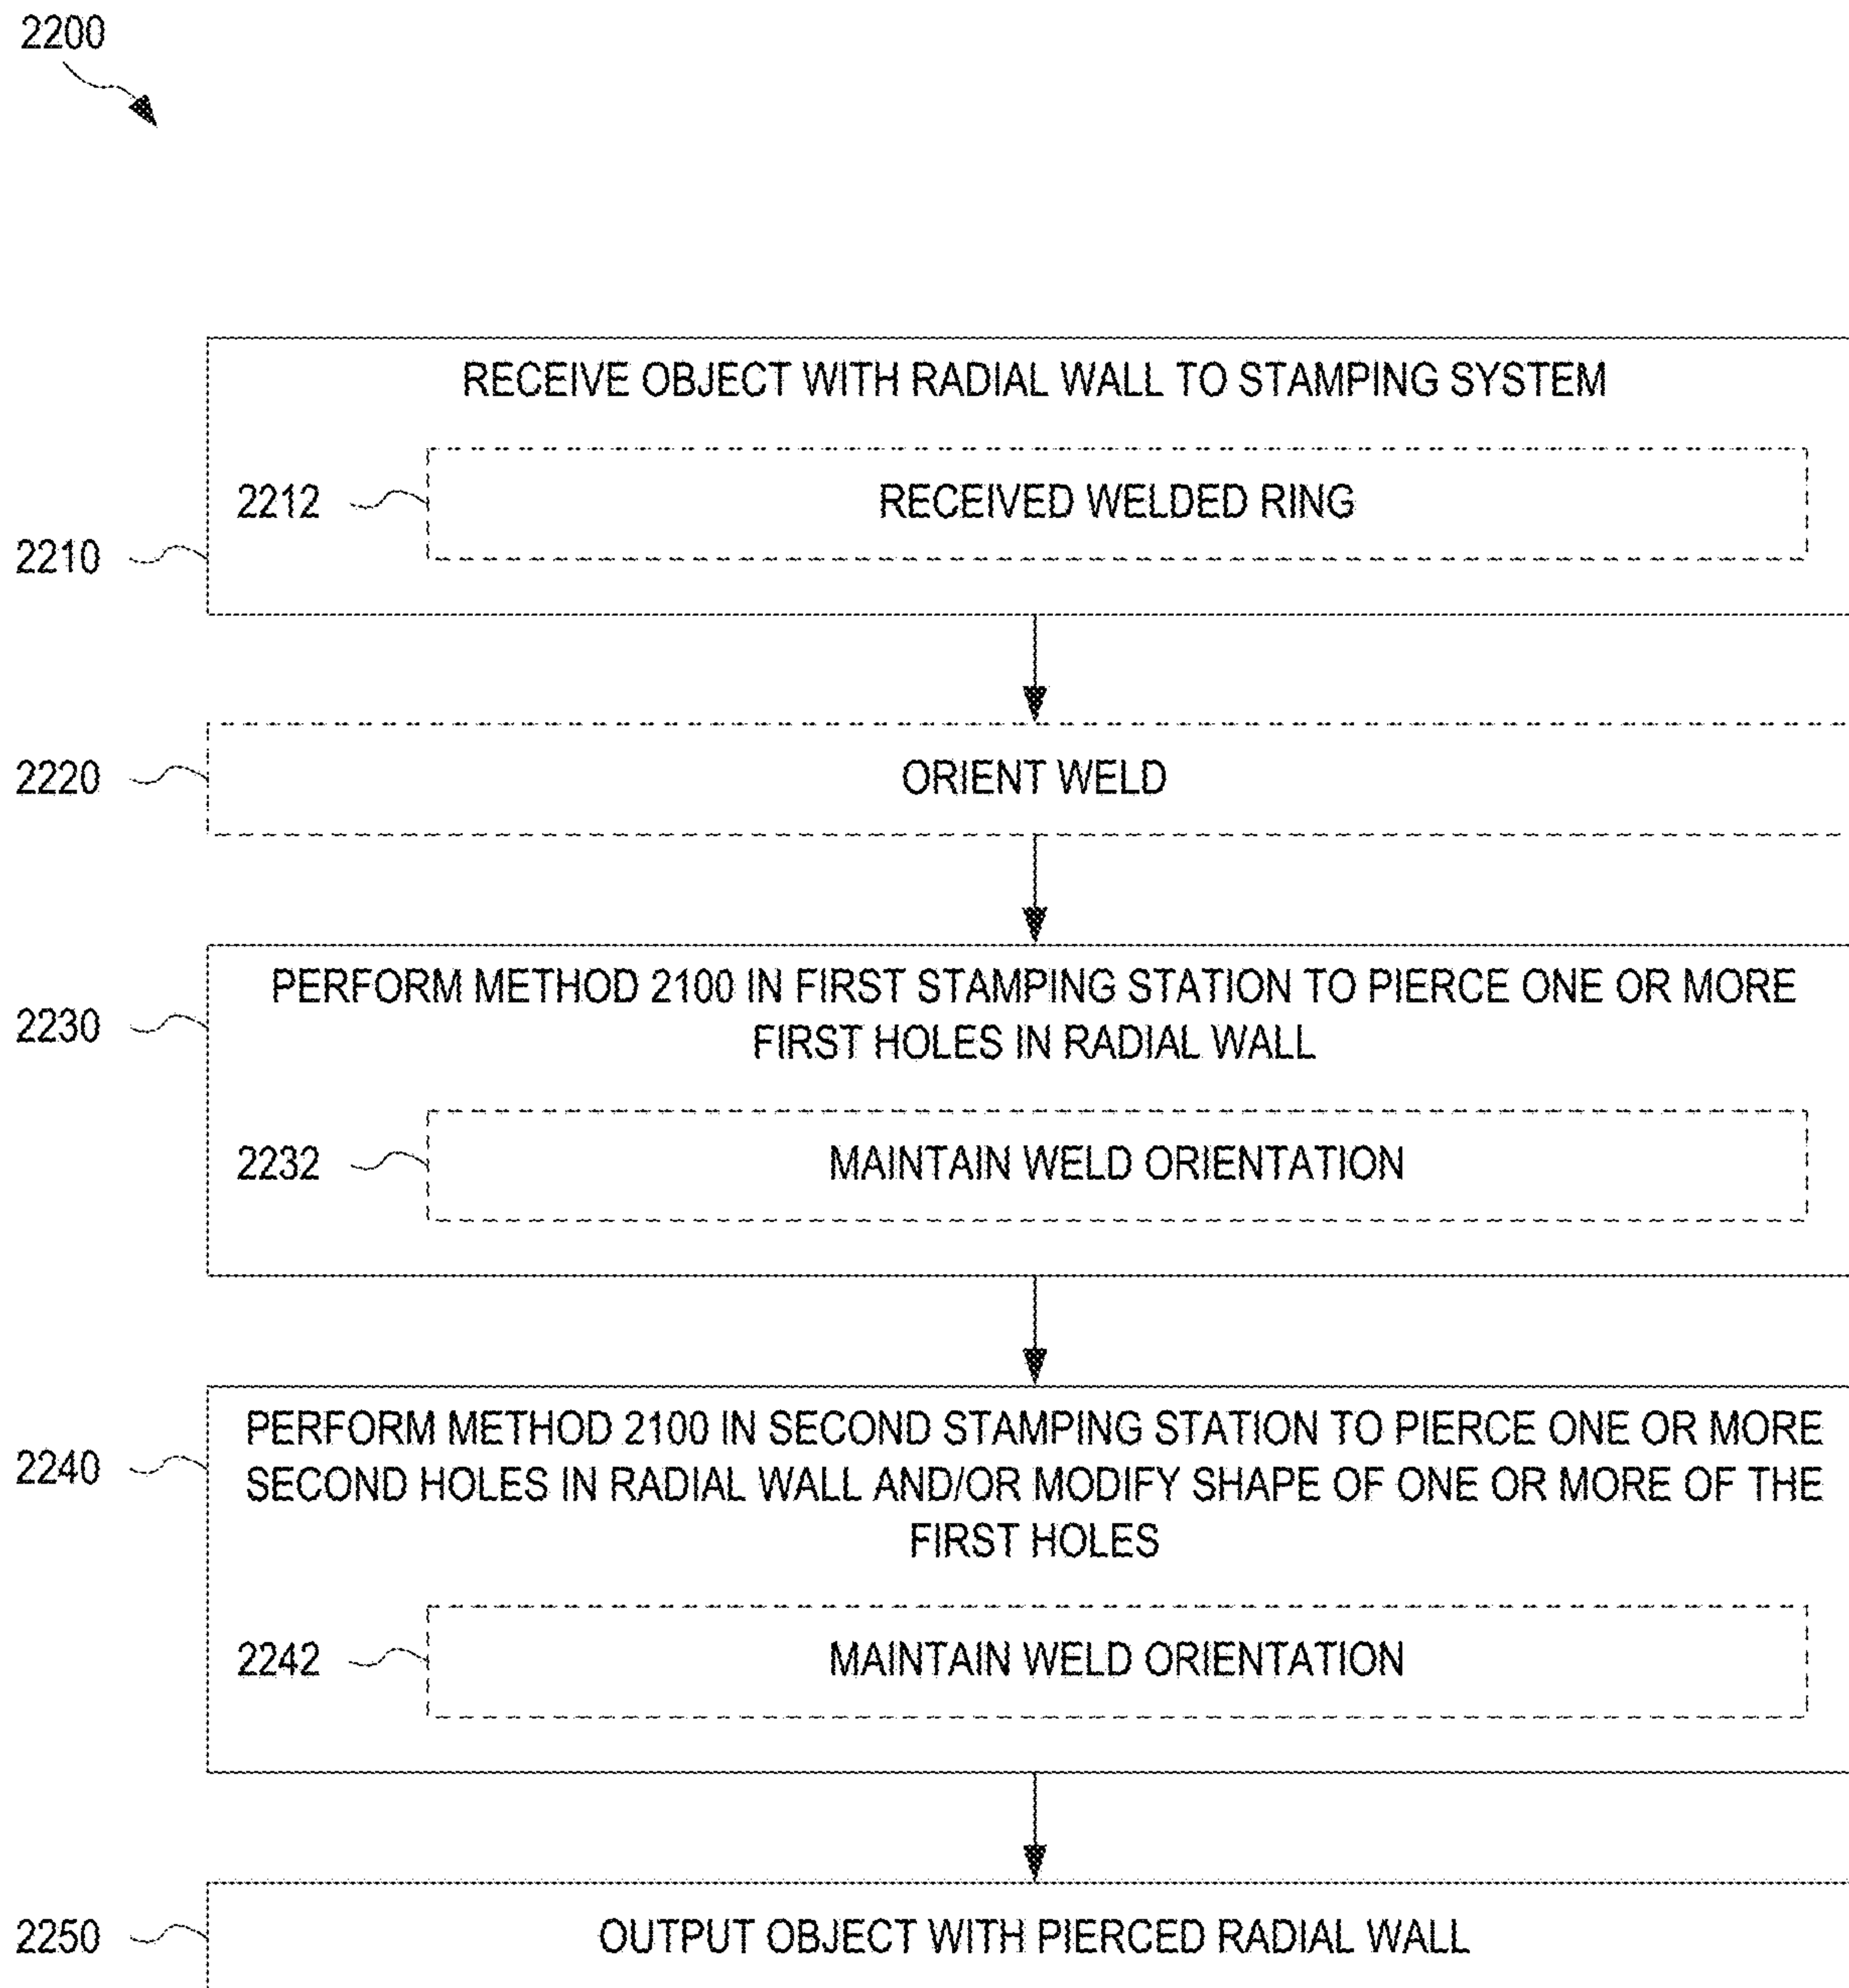 2200
RECEIVE OBJECT WITH RADIAL WALL TO STAMPING SYSTEM
2212
RECEIVED WELDED RING
2210
2220
ORIENT WELD
2230
PERFORM METHOD 2100 IN FIRST STAMPING STATION TO PIERCE ONE OR MORE
FIRST HOLES IN RADIAL WALL
2232
MAINTAIN WELD ORIENTATION
2240
PERFORM METHOD 2100 IN SECOND STAMPING STATION TO PIERCE ONE OR MORE
SECOND HOLES IN RADIAL WALL AND/OR MODIFY SHAPE OF ONE OR MORE OF THE
FIRST HOLES
2242
MAINTAIN WELD ORIENTATION
2250
OUTPUT OBJECT WITH PIERCED RADIAL WALL